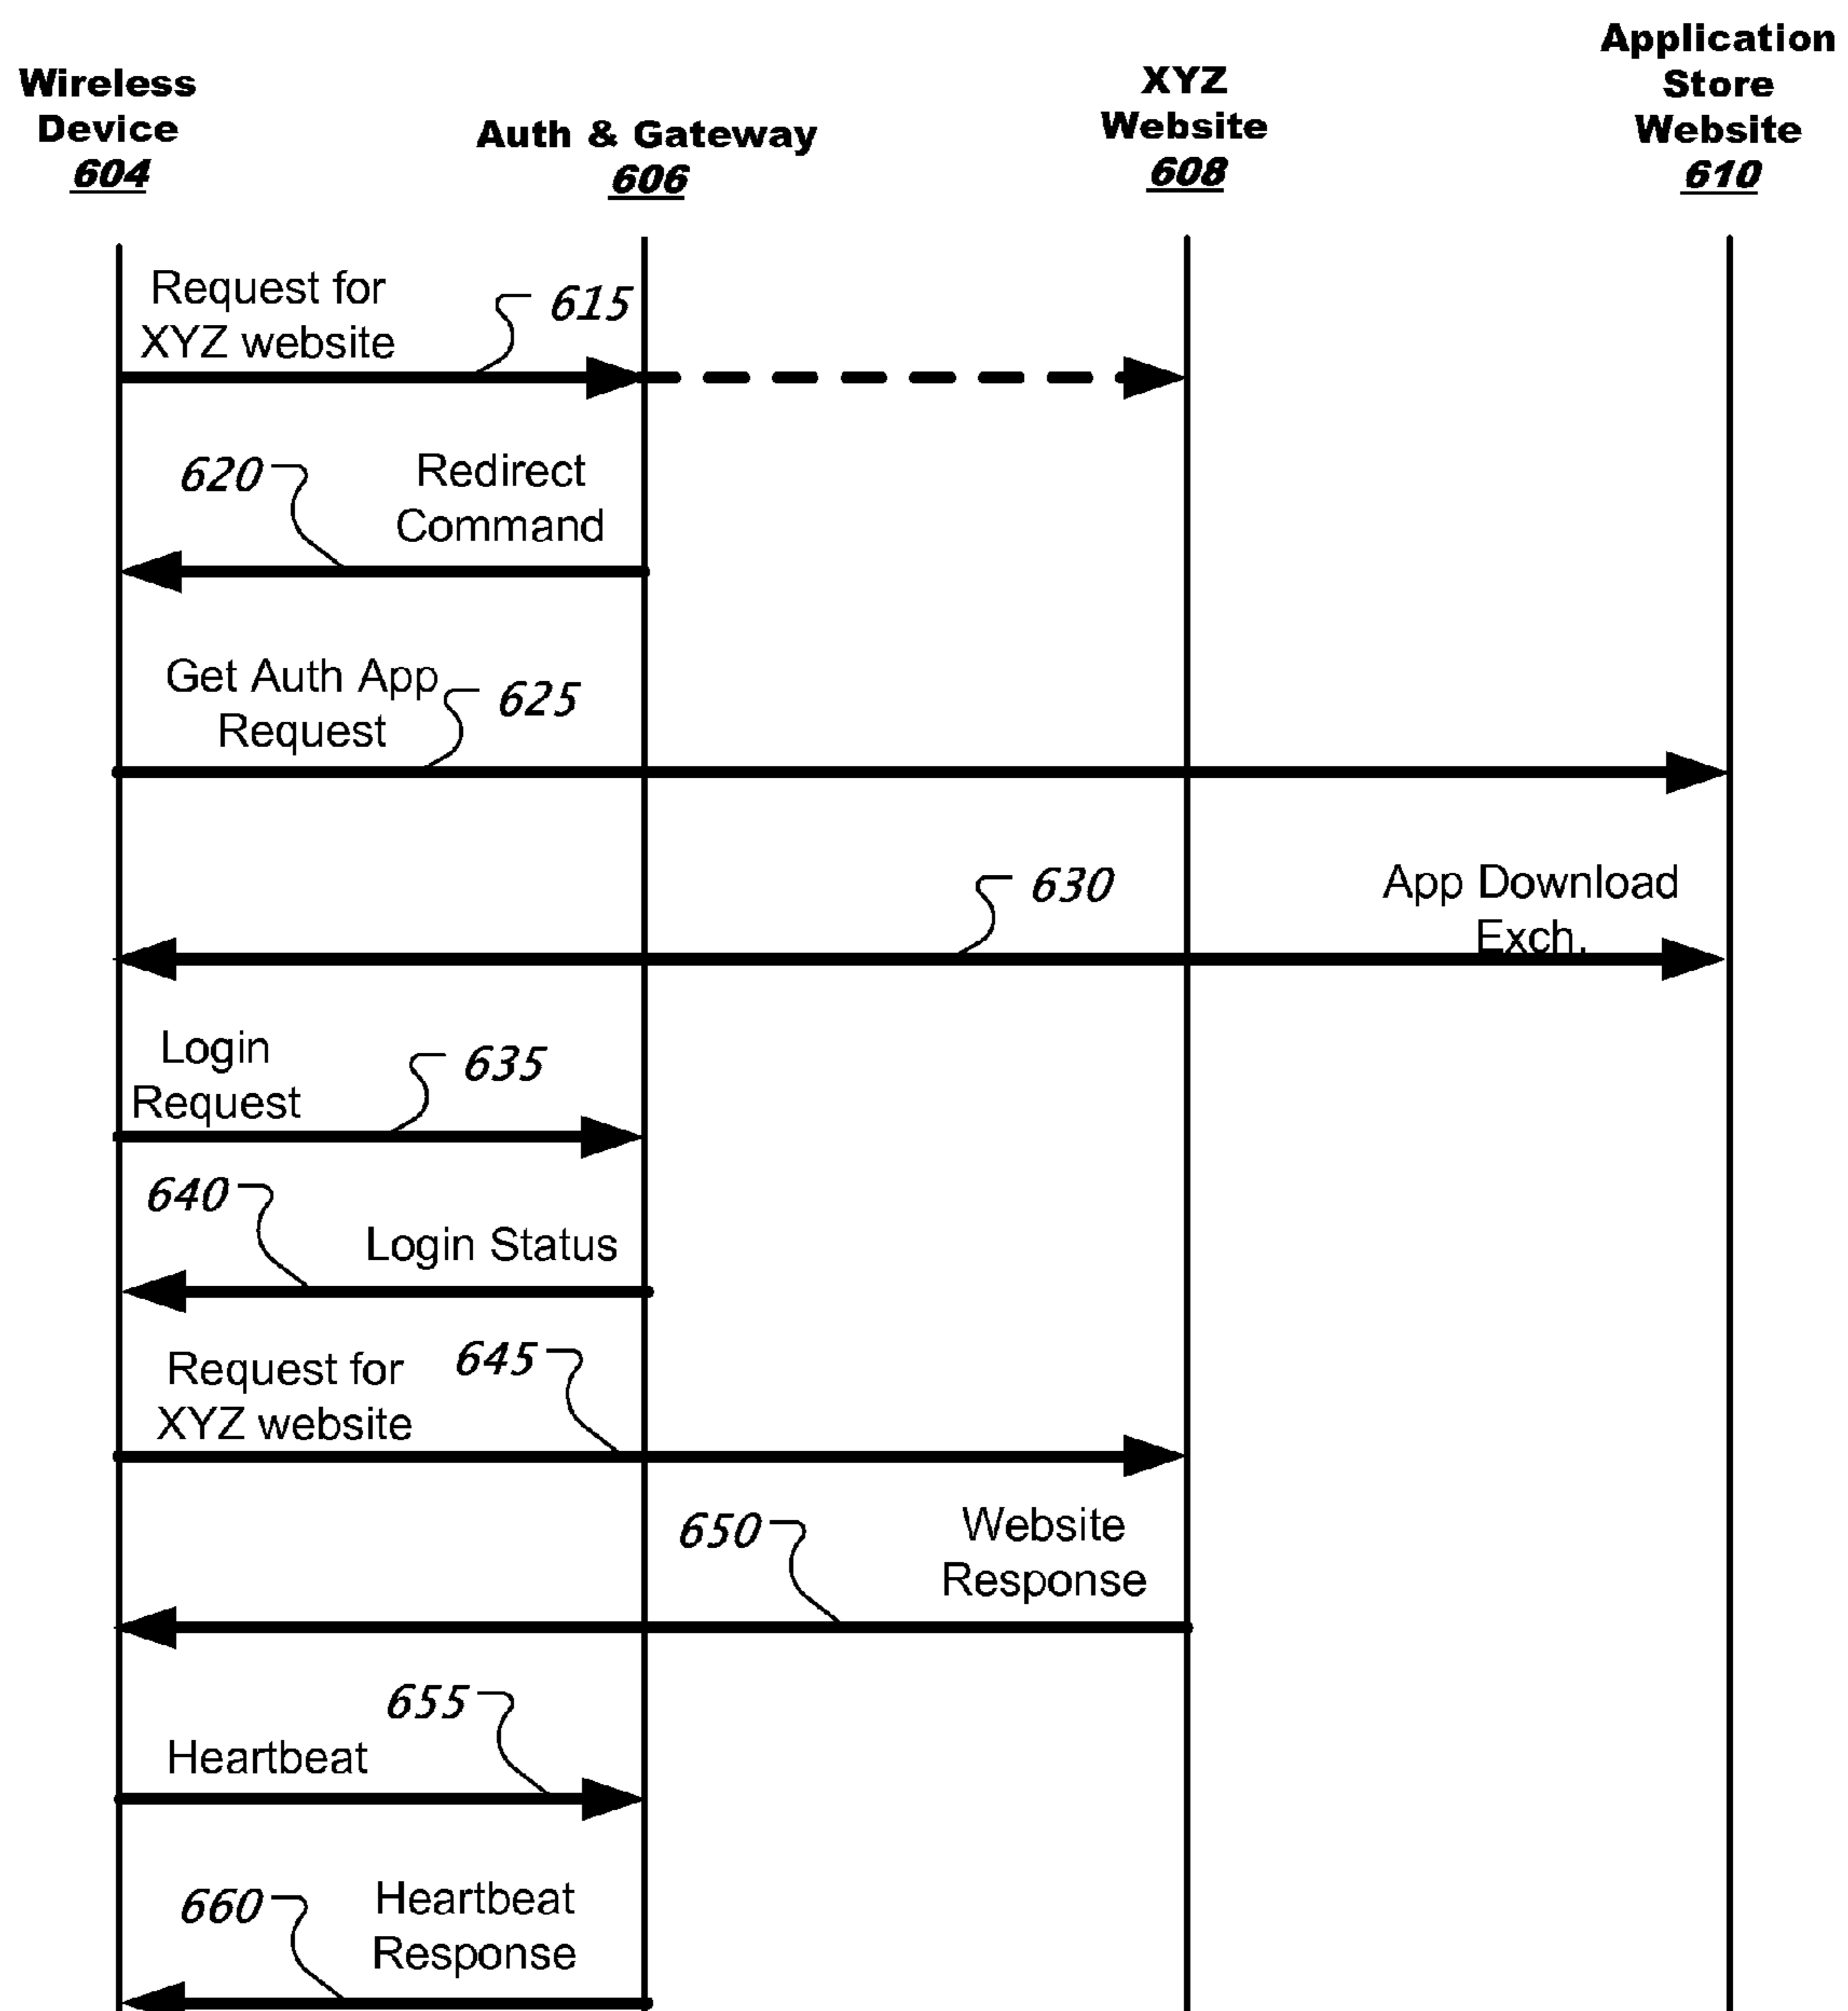 Wireless
Device
604
Auth & Gateway
606
XYZ
Website
608
Application
Store
Website
610
Request for
XYZ website
615
620
Redirect
Command
Get Auth App
Request
625
630
App Download
Exch.
Login
Request
635
640
Login Status
Request for
XYZ website
645
650
Website
Response
655
Heartbeat
660
Heartbeat
Response